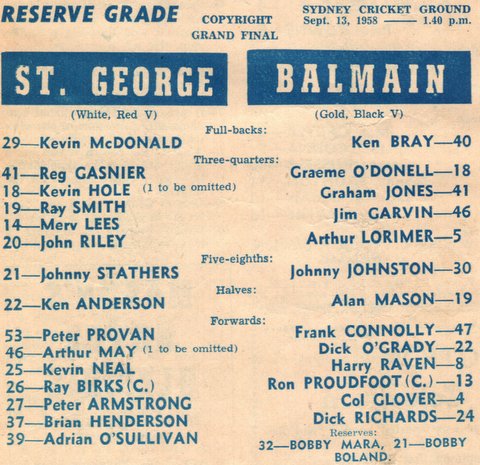 RESERVE GRADE
COPYRIGHT
GRAND FINAL
SYDNEY CRICKET GROUND
Sept. 13, 1958 —— 1.40 p.m.
ST. GEORGE
BALMAIN
(White, Red V)
(Gold, Black V)
Full-backs:
29—Kevin McDONALD
Ken BRAY—40
Three-quarters:
41—Reg GASNIER
Graeme O'DONELL—18
18—Kevin HOLE (1 to be omitted)
Graham JONES—41
19—Ray SMITH
Jim GARVIN—46
14—Merv LEES
Arthur LORIMER—5
20—John RILEY
Five-eighths:
21—Johnny STATHERS
Johnny JOHNSTON—30
Halves:
22—Ken ANDERSON
Alan MASON—19
Forwards:
53—Peter PROVAN
Frank CONNOLLY—47
46—Arthur MAY (1 to be omitted)
Dick O'GRADY—22
25—Kevin NEAL
Harry RAVEN—8
26—Ray BIRKS (C.)
Ron PROUDFOOT (C.)—13
27—Peter ARMSTRONG
Col GLOVER—4
37—Brian HENDERSON
Dick RICHARDS—24
39—Adrian O'SULLIVAN
Reserves:
32—BOBBY MARA, 21—BOBBY
BOLAND.